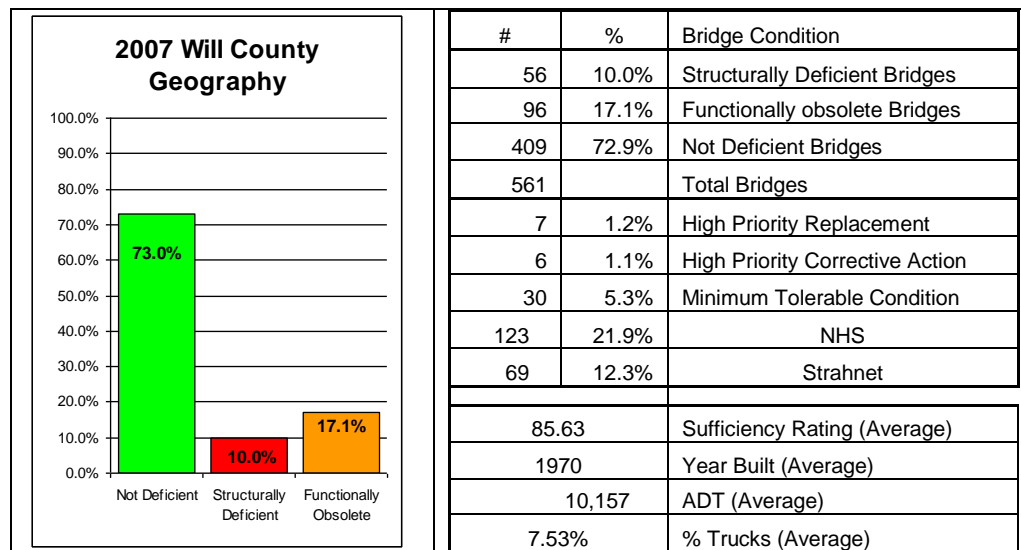 2007 Will County
Geography
100.0%
90.0%
80.0%
70.0%
60.0%
50.0%
40.0%
30.0%
20.0%
10.0%
0.0%
73.0%
10.0%
17.1%
Not Deficient Structurally Functionally
Deficient Obsolete
# % Bridge Condition
56 10.0% Structurally Deficient Bridges
96 17.1% Functionally obsolete Bridges
409 72.9% Not Deficient Bridges
561 Total Bridges
7 1.2% High Priority Replacement
6 1.1% High Priority Corrective Action
30 5.3% Minimum Tolerable Condition
123 21.9% NHS
69 12.3% Strahnet
85.63 Sufficiency Rating (Average)
1970 Year Built (Average)
10,157 ADT (Average)
7.53% % Trucks (Average)